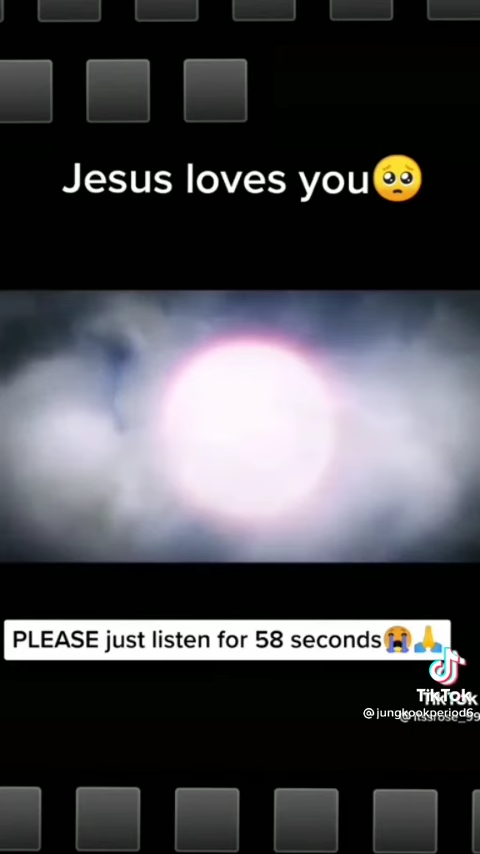 Jesus loves you🥺
PLEASE just listen for 58 seconds😭🙏
TikTok
@jungkookperiod6